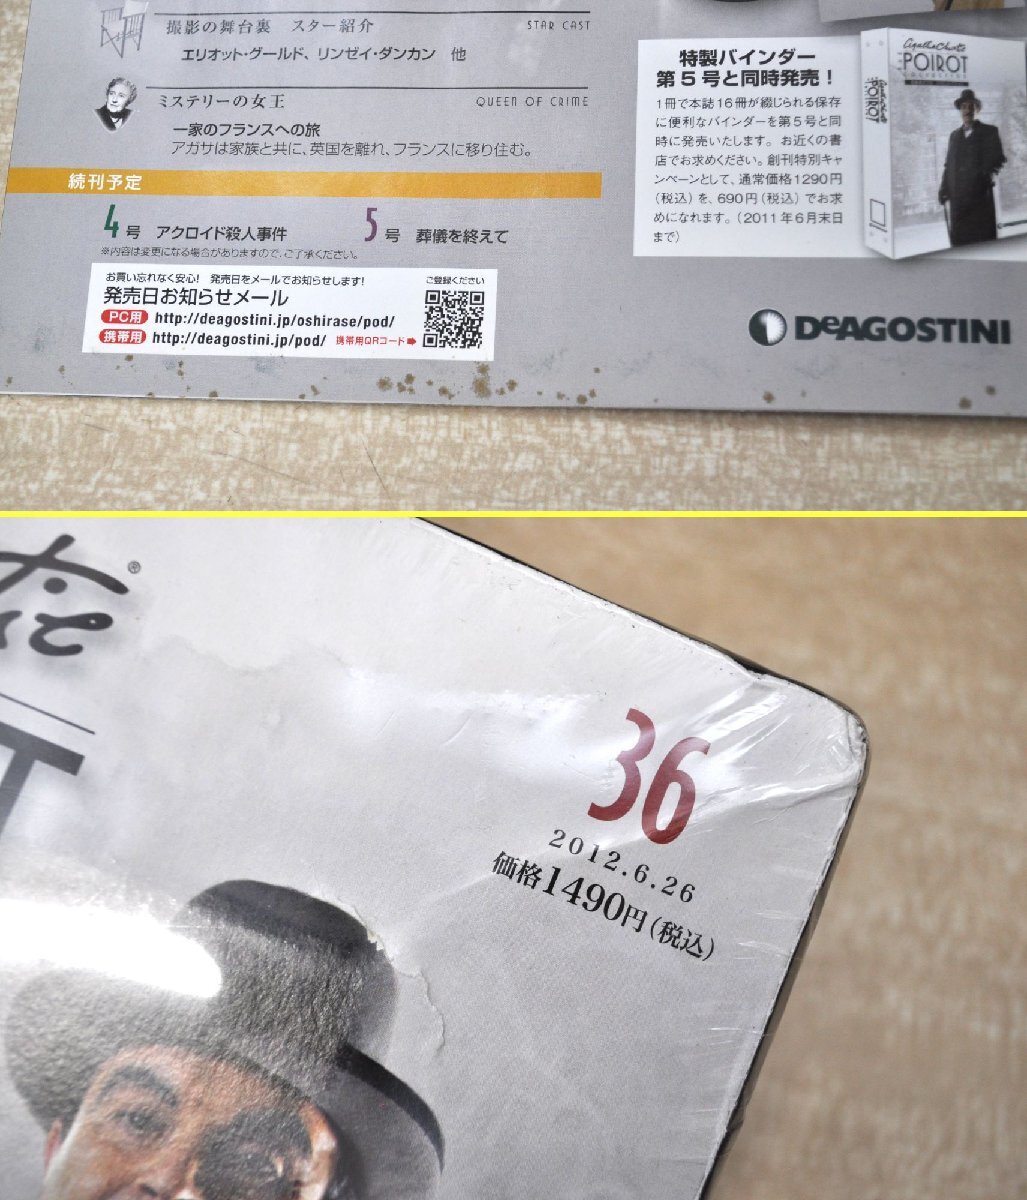 撮影の舞台裏 スター紹介 STAR CAST
エリオット・グールド、リンゼイ・ダンカン 他
ミステリーの女王 QUEEN OF CRIME
一家のフランスへの旅
アガサは家族と共に、英国を離れ、フランスに移り住む。
続刊予定
4号 アクロイド殺人事件 5号 葬儀を終えて
※内容は変更になる場合がありますので、ご了承ください。
お買い忘れなく安心! 発売日をメールでお知らせします!
発売日お知らせメール
PC用 http://deagostini.jp/oshirase/pod/
携帯用 http://deagostini.jp/pod/ 携帯用QRコード
ご登録ください
特製バインダー
第5号と同時発売!
1冊で本誌16冊が綴じられる保存
に便利なバインダーを第5号と同
時に発売いたします。お近くの書
店でお求めください。創刊特別キャ
ンペーンとして、通常価格1290円
(税込)を、690円(税込)でお求
めになれます。(2011年6月末日
まで)
Agatha Christie
POIROT
POIROT
DEAGOSTINI
®
T
36
2012.6.26
価格1490円(税込)